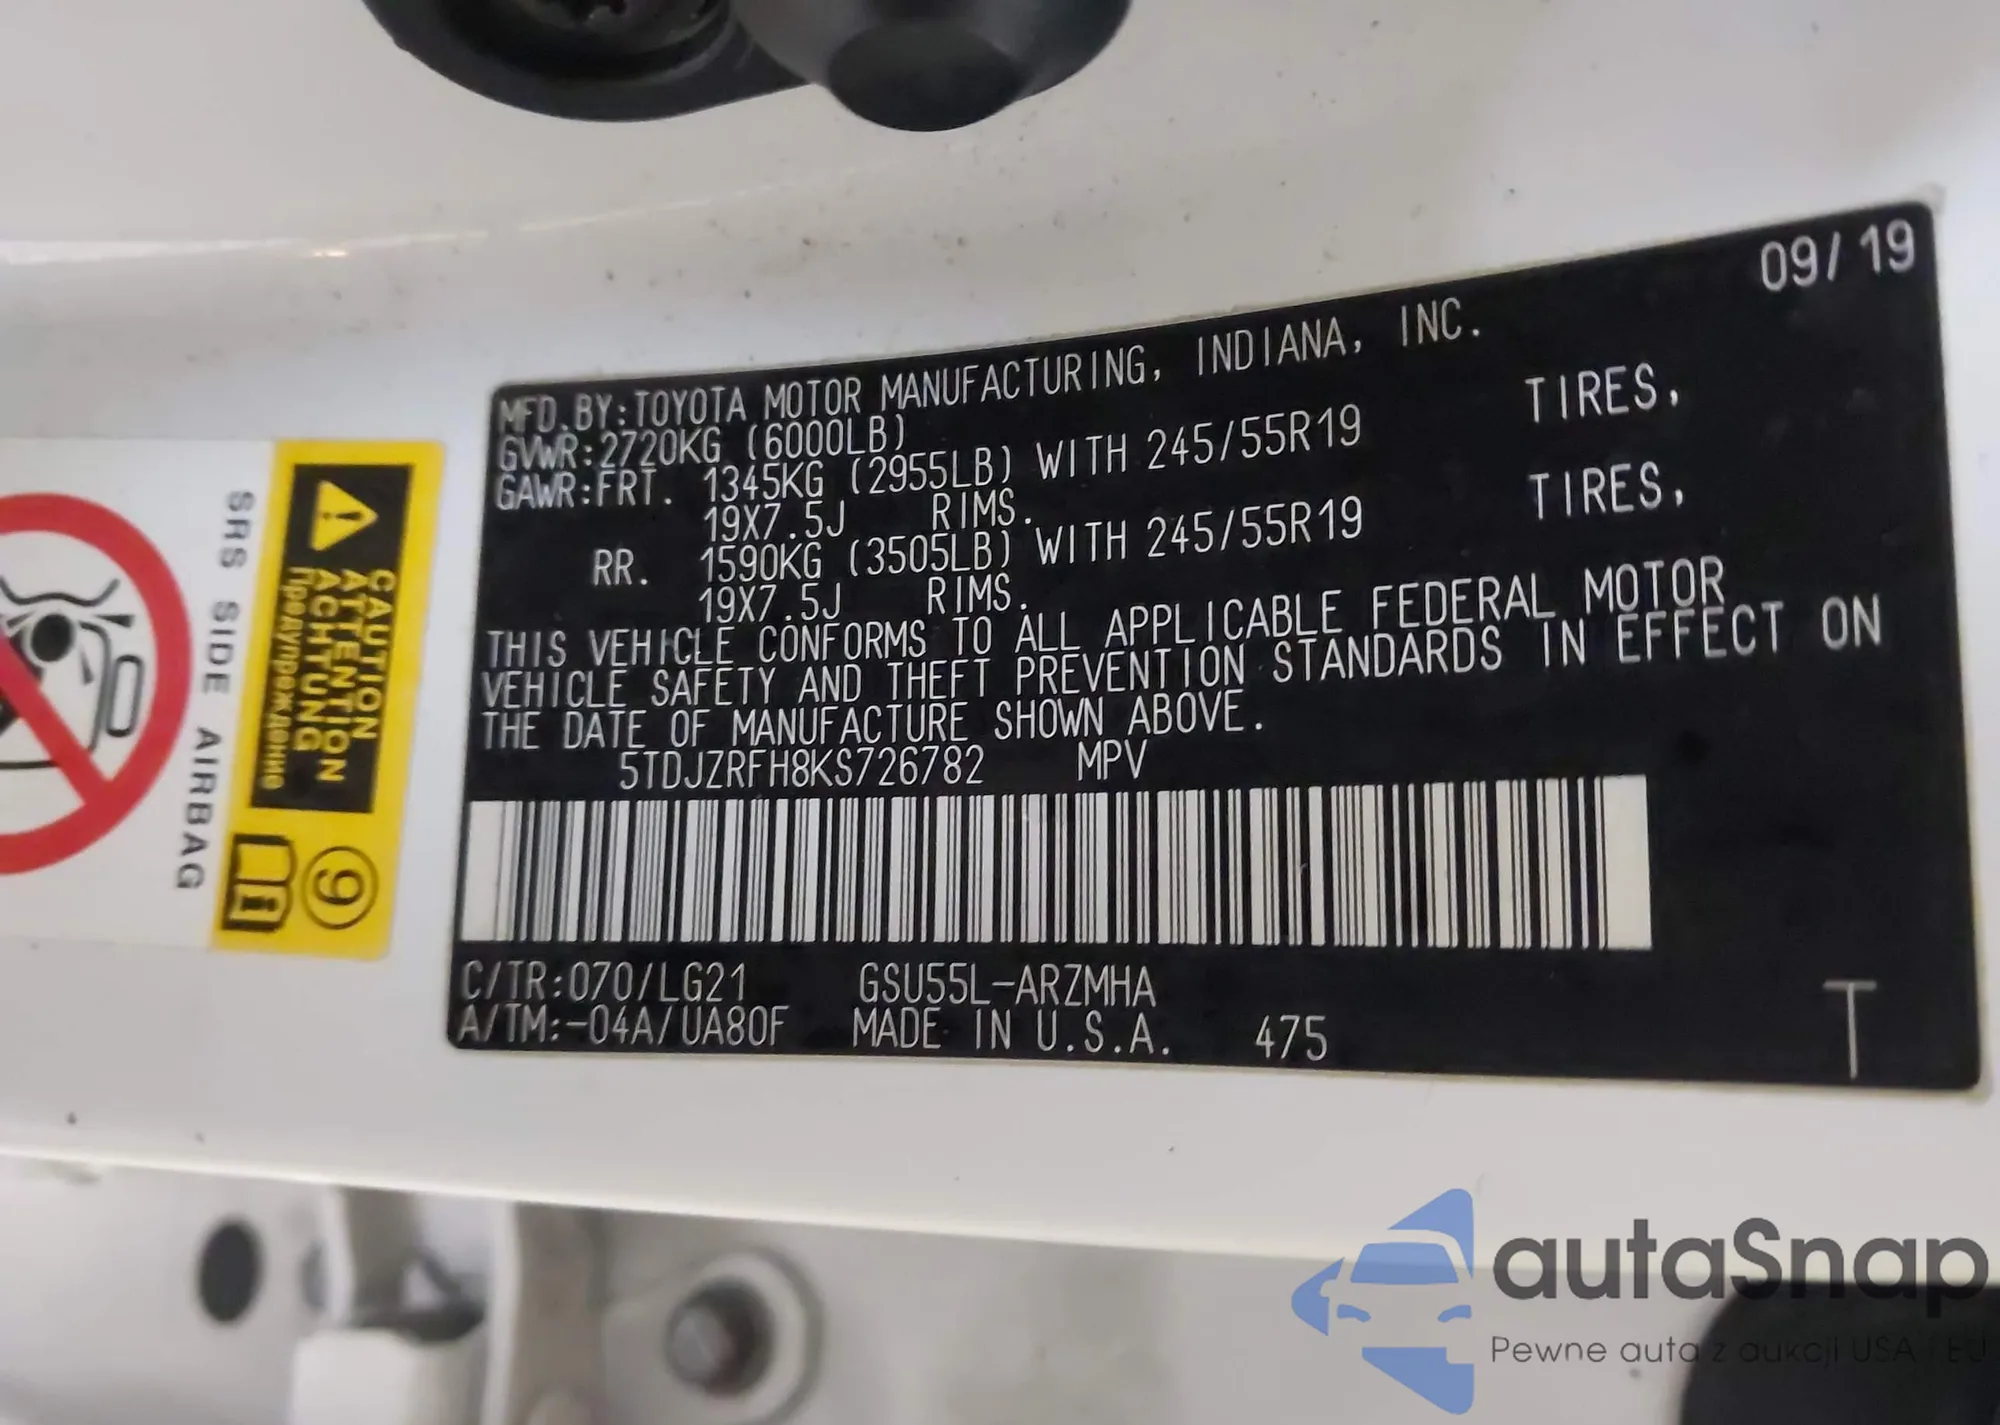 09/19
MFD.BY:TOYOTA MOTOR MANUFACTURING, INDIANA, INC.
GVWR:2720KG (6000LB)
GAWR:FRT. 1345KG (2955LB) WITH 245/55R19 TIRES,
19X7.5J RIMS.
RR. 1590KG (3505LB) WITH 245/55R19 TIRES,
19X7.5J RIMS.
THIS VEHICLE CONFORMS TO ALL APPLICABLE FEDERAL MOTOR
VEHICLE SAFETY AND THEFT PREVENTION STANDARDS IN EFFECT ON
THE DATE OF MANUFACTURE SHOWN ABOVE.
5TDJZRFH8KS726782 MPV
C/TR:070/LG21 GSU55L-ARZMHA
A/TM:-04A/UA80F MADE IN U.S.A. 475
T
CAUTION
ATTENTION
ACHTUNG
Предупреждение
9
SRS SIDE AIRBAG
autaSnap
Pewne auta z aukcji USA i EU